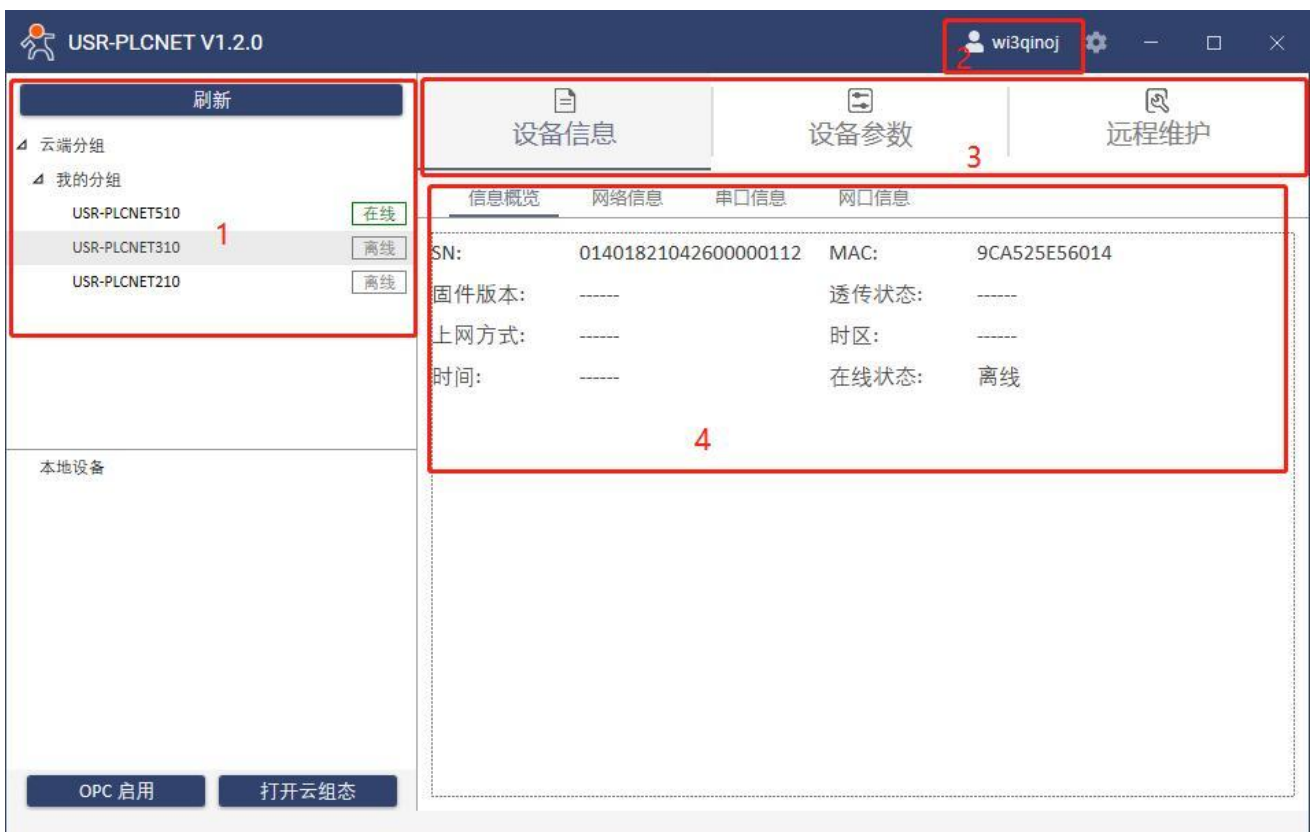 USR-PLCNET V1.2.0
2 wi3qinoj
刷新
云端分组
我的分组
USR-PLCNET510 在线
1
USR-PLCNET310 离线
USR-PLCNET210 离线
本地设备
OPC 启用 打开云组态
设备信息 设备参数 远程维护
3
信息概览 网络信息 串口信息 网口信息
SN: 01401821042600000112 MAC: 9CA525E56014
固件版本: ------ 透传状态: ------
上网方式: ------ 时区: ------
时间: ------ 在线状态: 离线
4